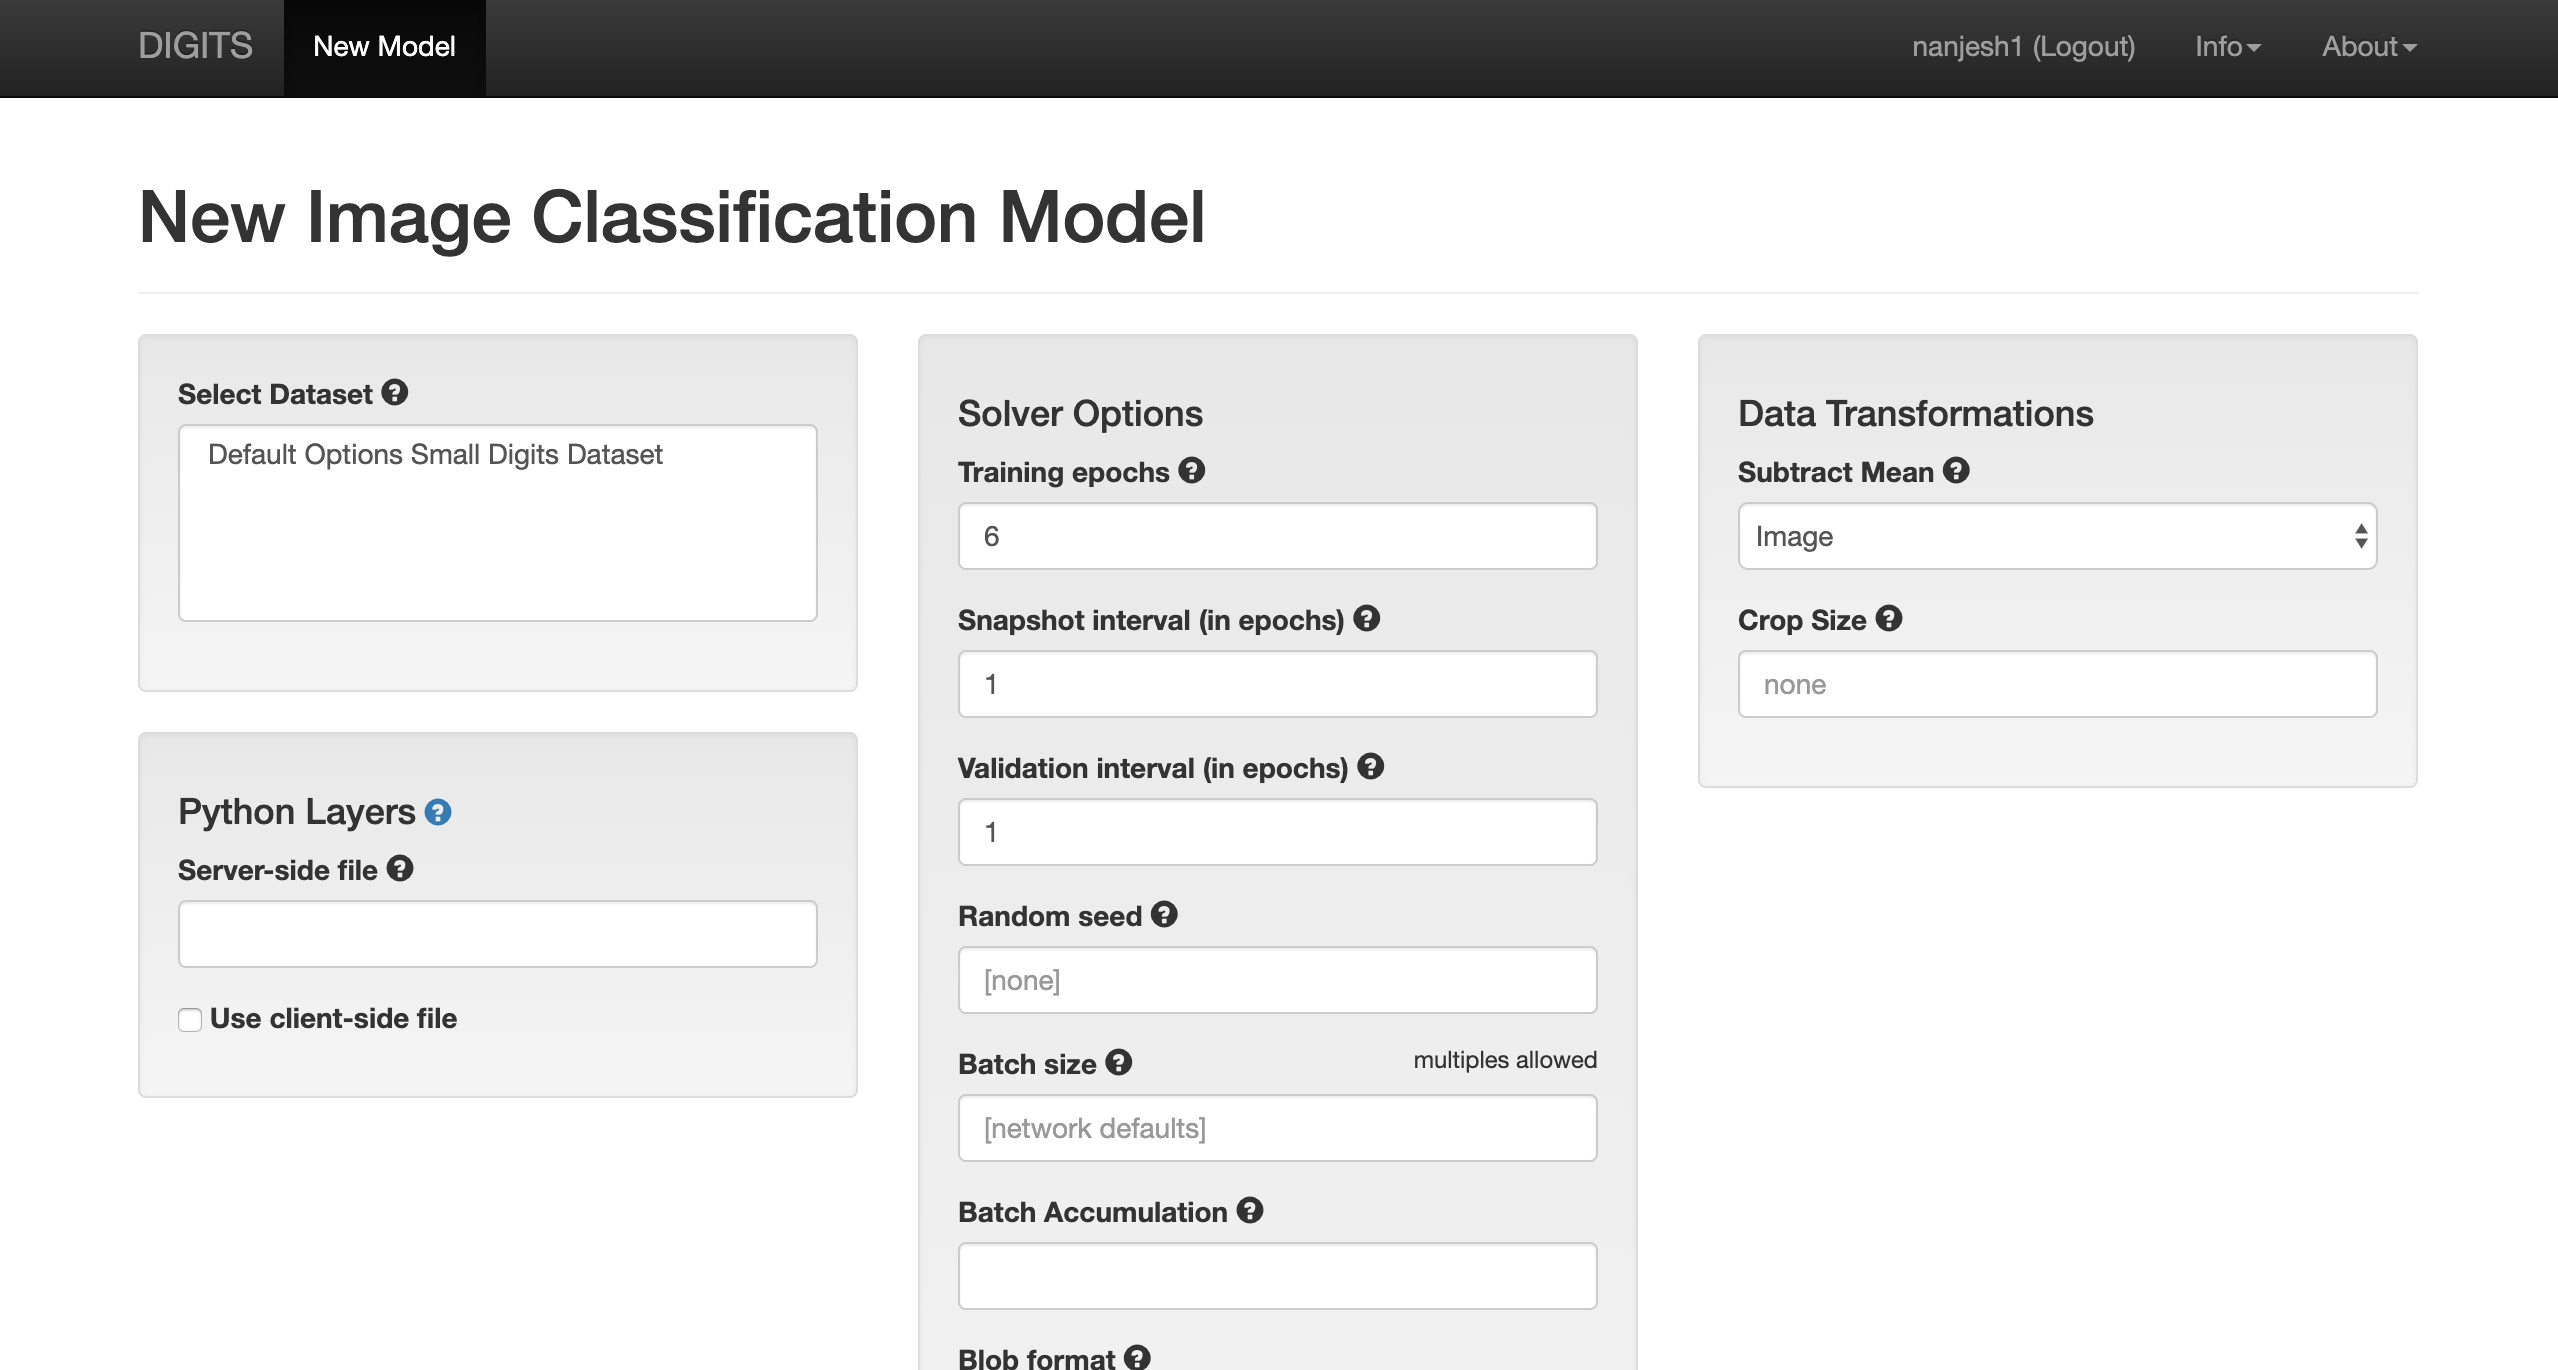 DIGITS New Model nanjesh1 (Logout) Info About
New Image Classification Model
Select Dataset
Default Options Small Digits Dataset
Python Layers
Server-side file
Use client-side file
Solver Options
Training epochs
6
Snapshot interval (in epochs)
1
Validation interval (in epochs)
1
Random seed
[none]
Batch size multiples allowed
[network defaults]
Batch Accumulation
Blob format
Data Transformations
Subtract Mean
Image
Crop Size
none